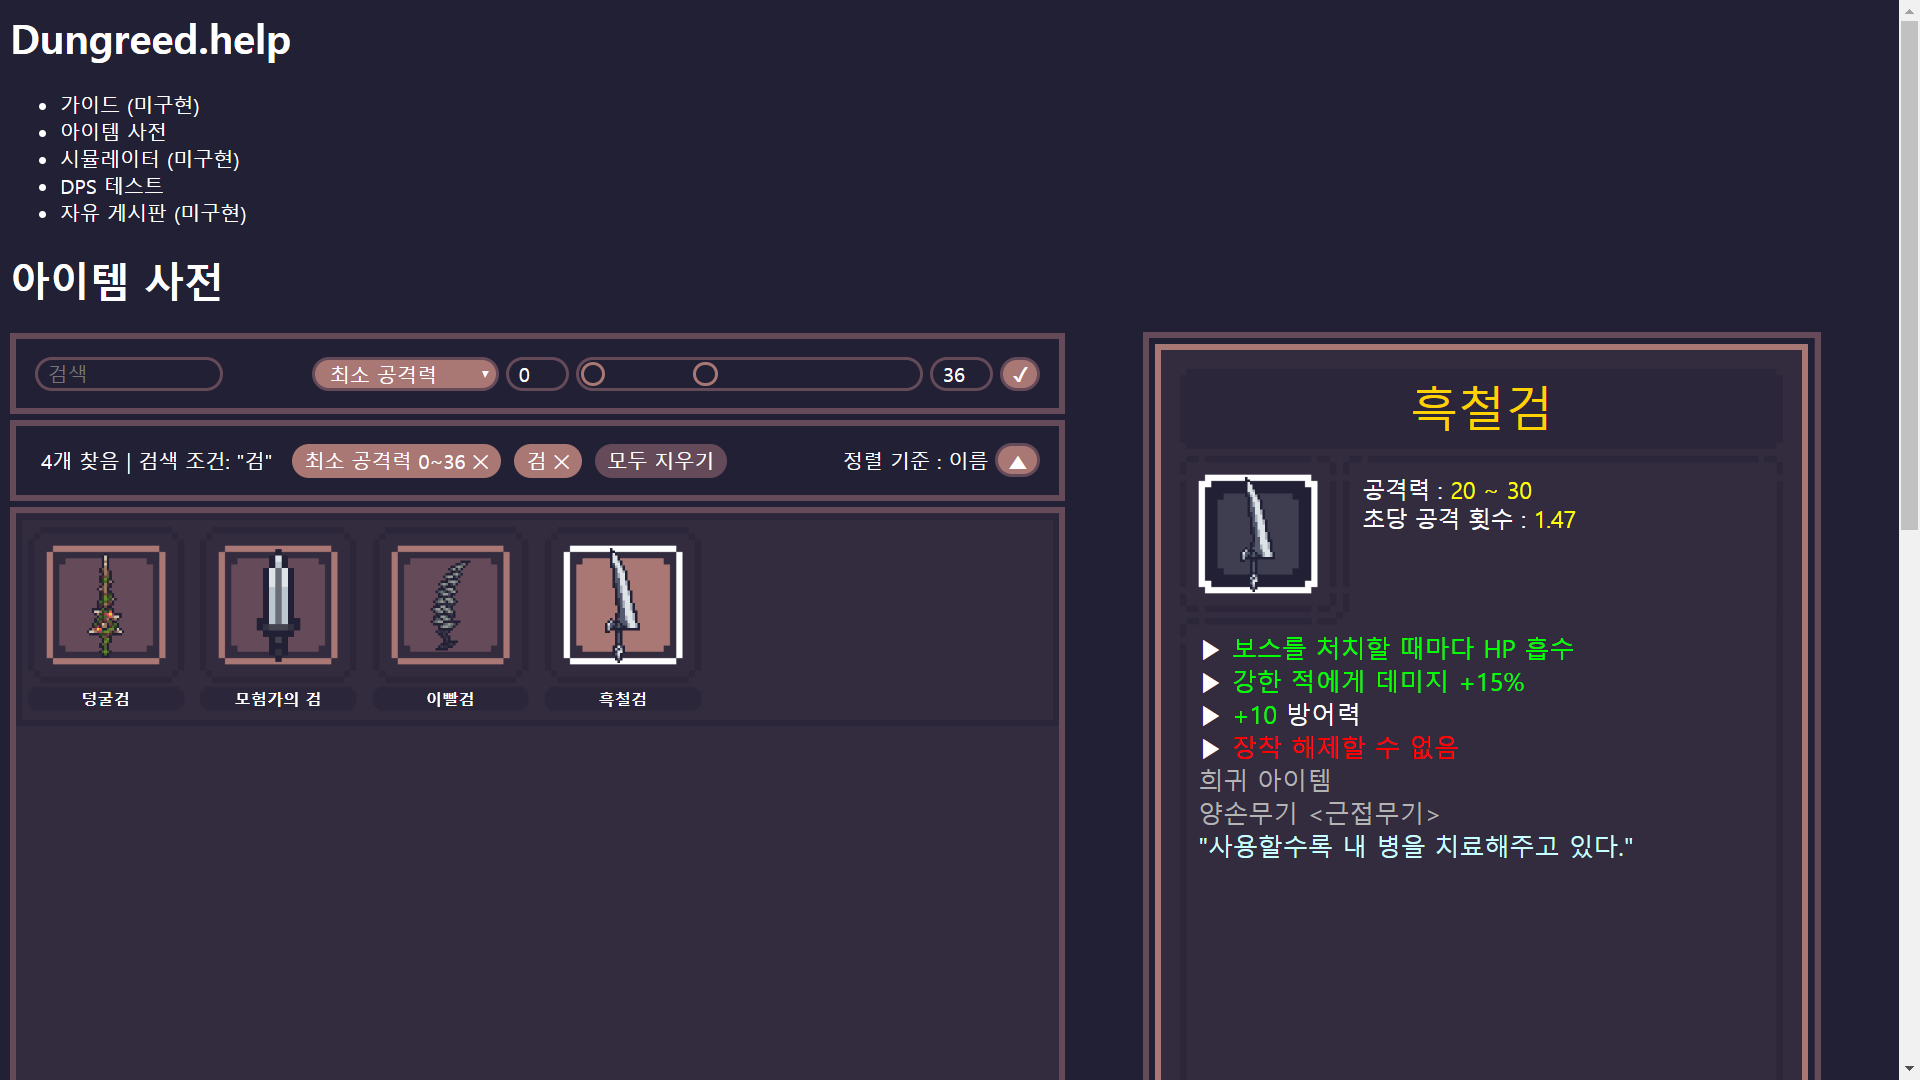 Dungreed.help
가이드 (미구현)
아이템 사전
시뮬레이터 (미구현)
DPS 테스트
자유 게시판 (미구현)
아이템 사전
검색
최소 공격력
0
36
4개 찾음 | 검색 조건: "검"
최소 공격력 0~36
검
모두 지우기
정렬 기준 : 이름
덩굴검
모험가의 검
이빨검
흑철검
흑철검
공격력 : 20 ~ 30
초당 공격 횟수 : 1.47
보스를 처치할 때마다 HP 흡수
강한 적에게 데미지 +15%
+10 방어력
장착 해제할 수 없음
희귀 아이템
양손무기 <근접무기>
"사용할수록 내 병을 치료해주고 있다."